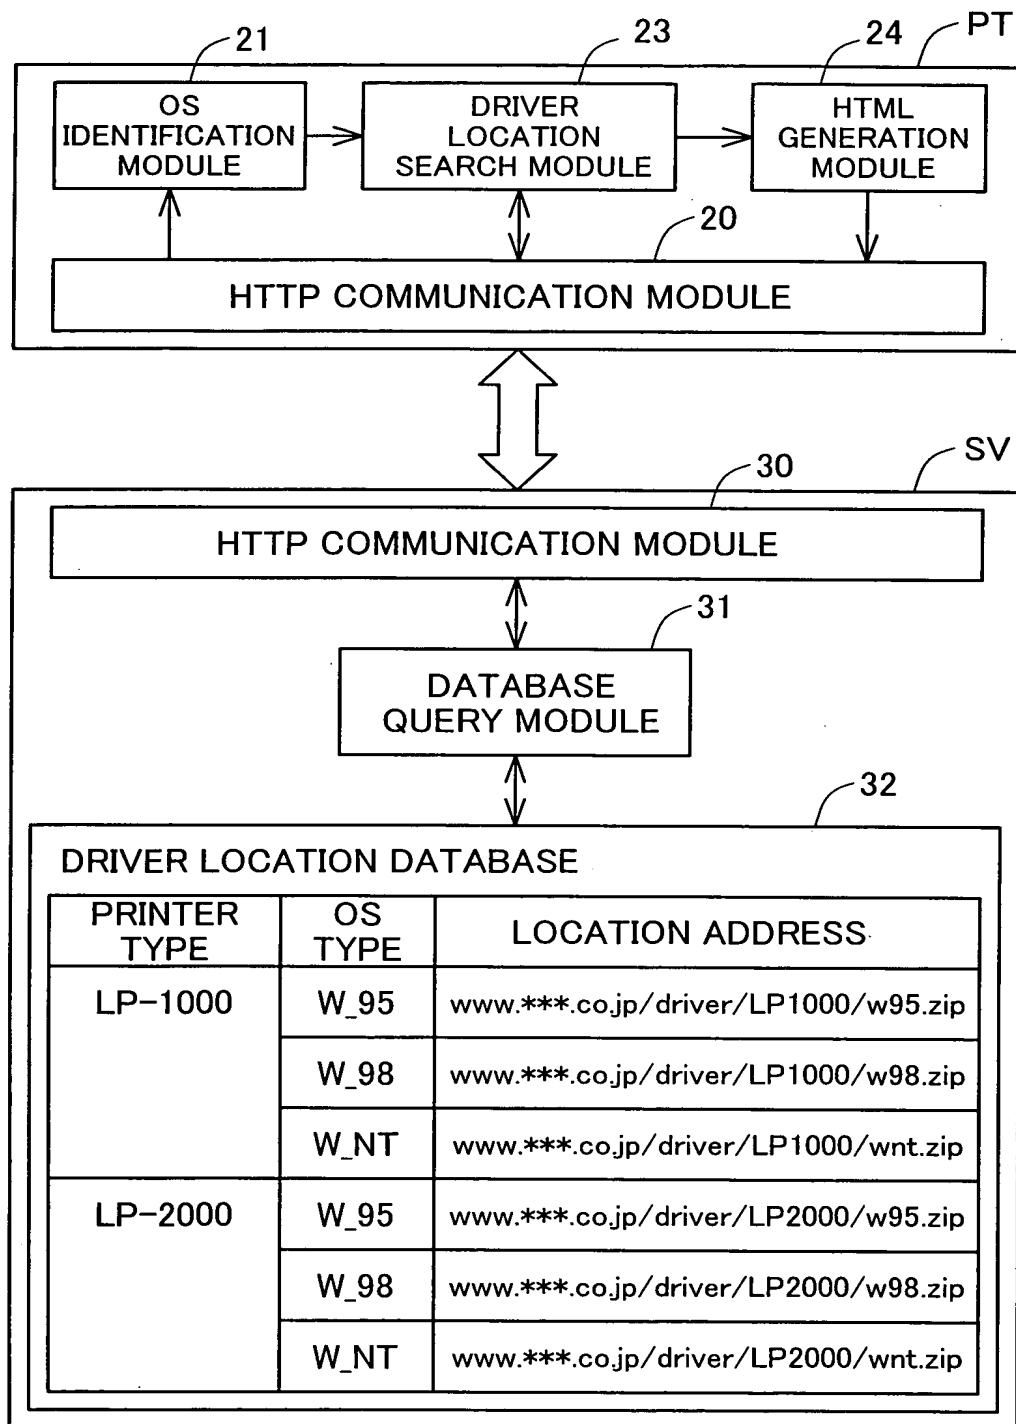 21
23
24
PT
OS
IDENTIFICATION
MODULE
DRIVER
LOCATION
SEARCH MODULE
HTML
GENERATION
MODULE
20
HTTP COMMUNICATION MODULE
SV
30
HTTP COMMUNICATION MODULE
31
DATABASE
QUERY MODULE
32
DRIVER LOCATION DATABASE
PRINTER
TYPE
OS
TYPE
LOCATION ADDRESS
LP-1000
W_95
www.***.co.jp/driver/LP1000/w95.zip
W_98
www.***.co.jp/driver/LP1000/w98.zip
W_NT
www.***.co.jp/driver/LP1000/wnt.zip
LP-2000
W_95
www.***.co.jp/driver/LP2000/w95.zip
W_98
www.***.co.jp/driver/LP2000/w98.zip
W_NT
www.***.co.jp/driver/LP2000/wnt.zip